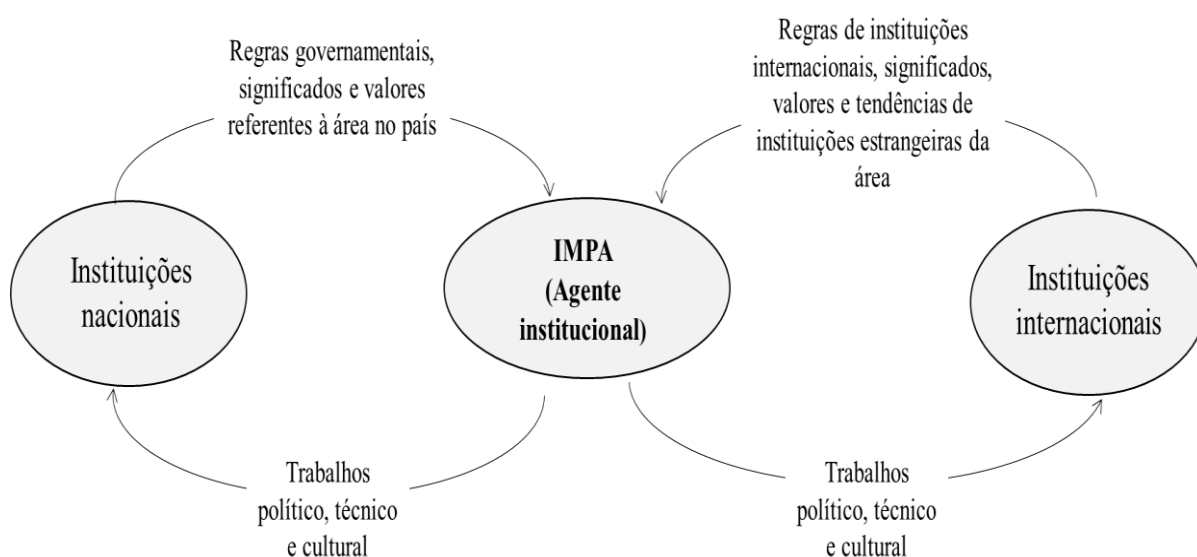 Regras governamentais,
significados e valores
referentes à área no país
Regras de instituições
internacionais, significados,
valores e tendências de
instituições estrangeiras da
área
Instituições
nacionais
IMPA
(Agente
institucional)
Instituições
internacionais
Trabalhos
político, técnico
e cultural
Trabalhos
político, técnico
e cultural